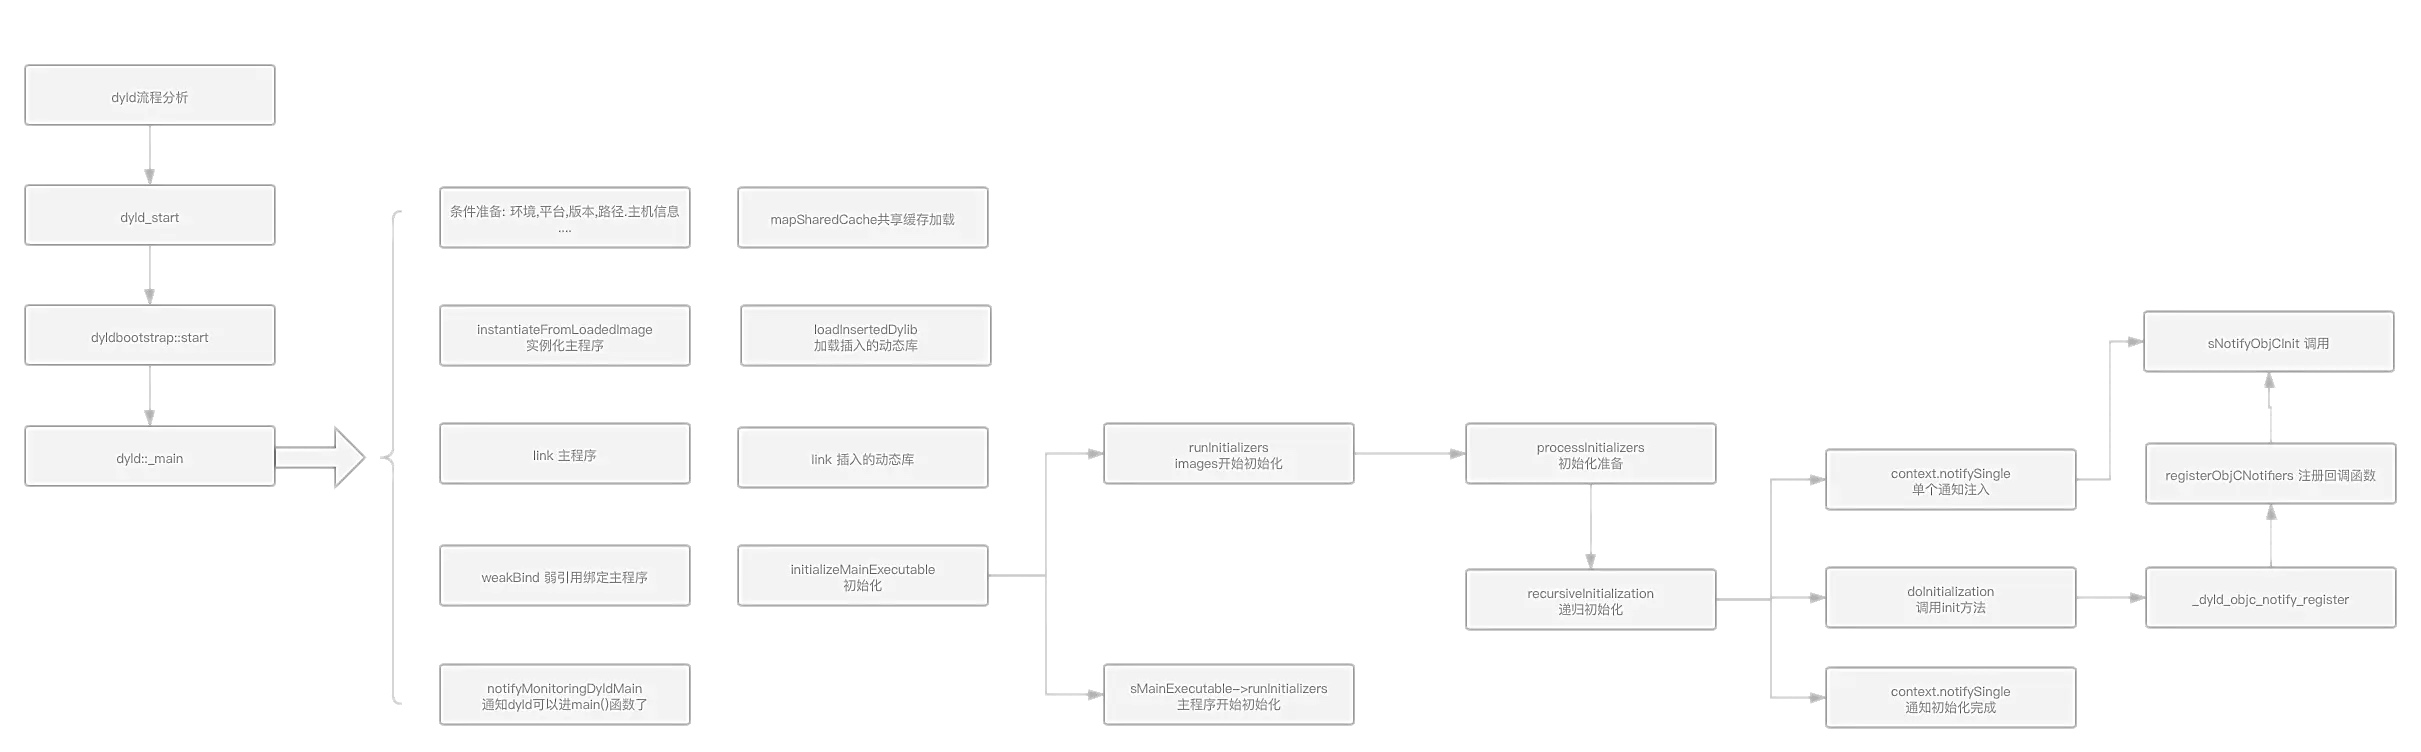 dyld流程分析
dyld_start
dyldbootstrap::start
dyld::_main
条件准备: 环境,平台,版本,路径.主机信息
....
mapSharedCache共享缓存加载
instantiateFromLoadedImage
实例化主程序
loadInsertedDylib
加载插入的动态库
link 主程序
link 插入的动态库
weakBind 弱引用绑定主程序
initializeMainExecutable
初始化
notifyMonitoringDyldMain
通知dyld可以进main()函数了
runInitializers
images开始初始化
sMainExecutable->runInitializers
主程序开始初始化
processInitializers
初始化准备
recursiveInitialization
递归初始化
context.notifySingle
单个通知注入
doInitialization
调用init方法
context.notifySingle
通知初始化完成
sNotifyObjCInit 调用
registerObjCNotifiers 注册回调函数
_dyld_objc_notify_register